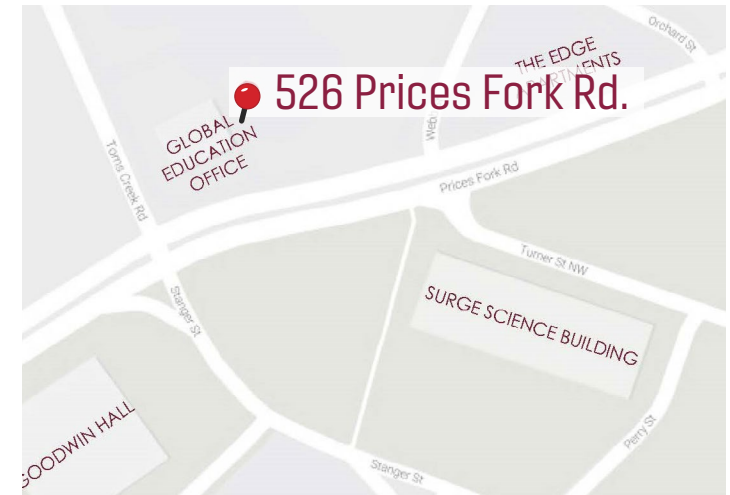 Orchard St
THE EDGE
APARTMENTS
526 Prices Fork Rd.
GLOBAL
EDUCATION
OFFICE
Web
Toms Creek Rd
Prices Fork Rd
Turner St NW
Stanger St
SURGE SCIENCE BUILDING
GOODWIN HALL
Perry St
Stanger St